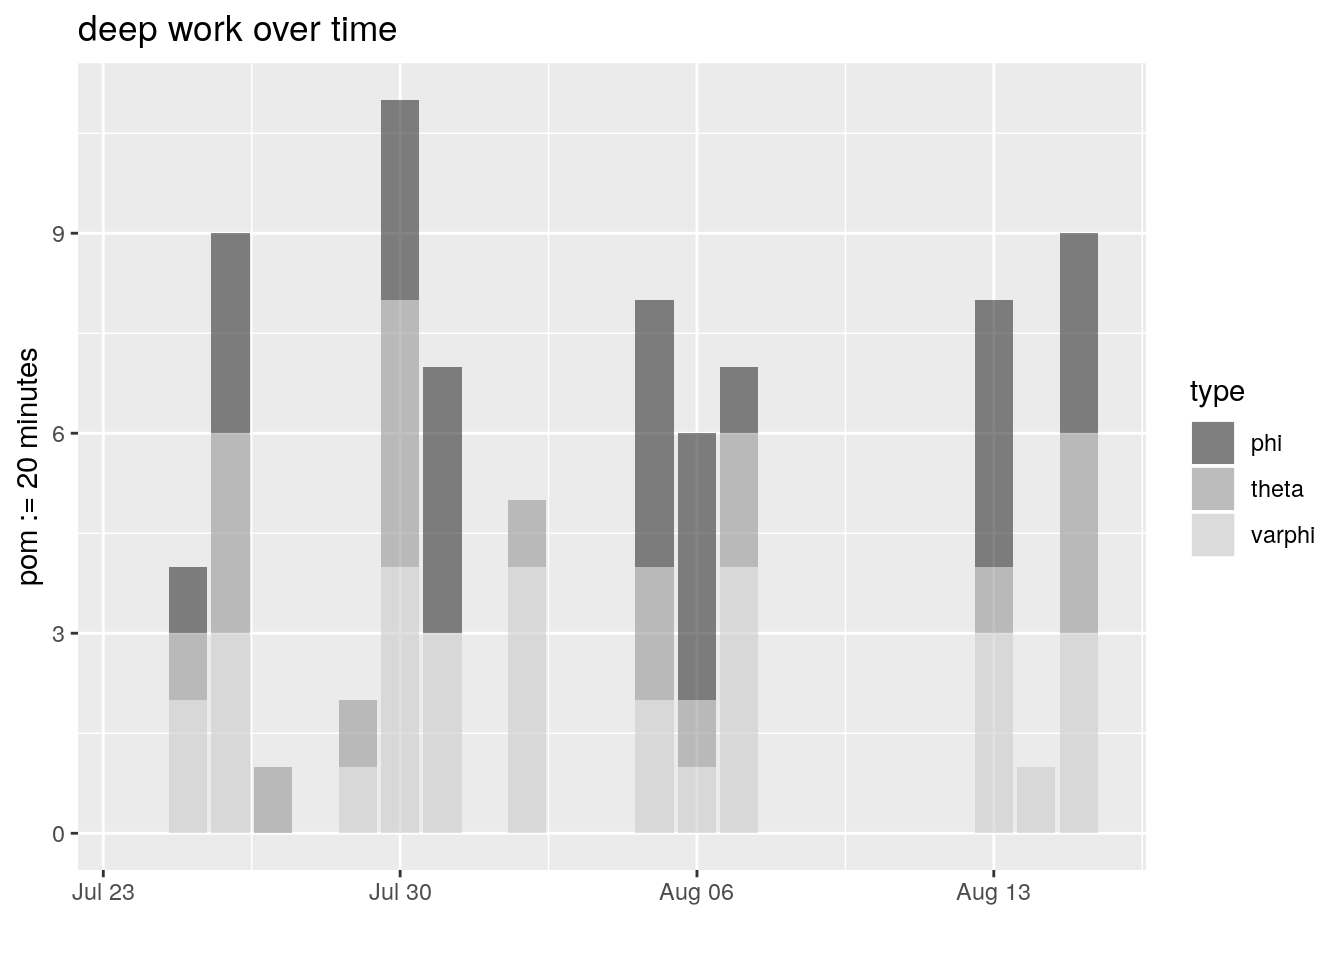 deep work over time
pom := 20 minutes
9
6
3
0
Jul 23
Jul 30
Aug 06
Aug 13
type
phi
theta
varphi